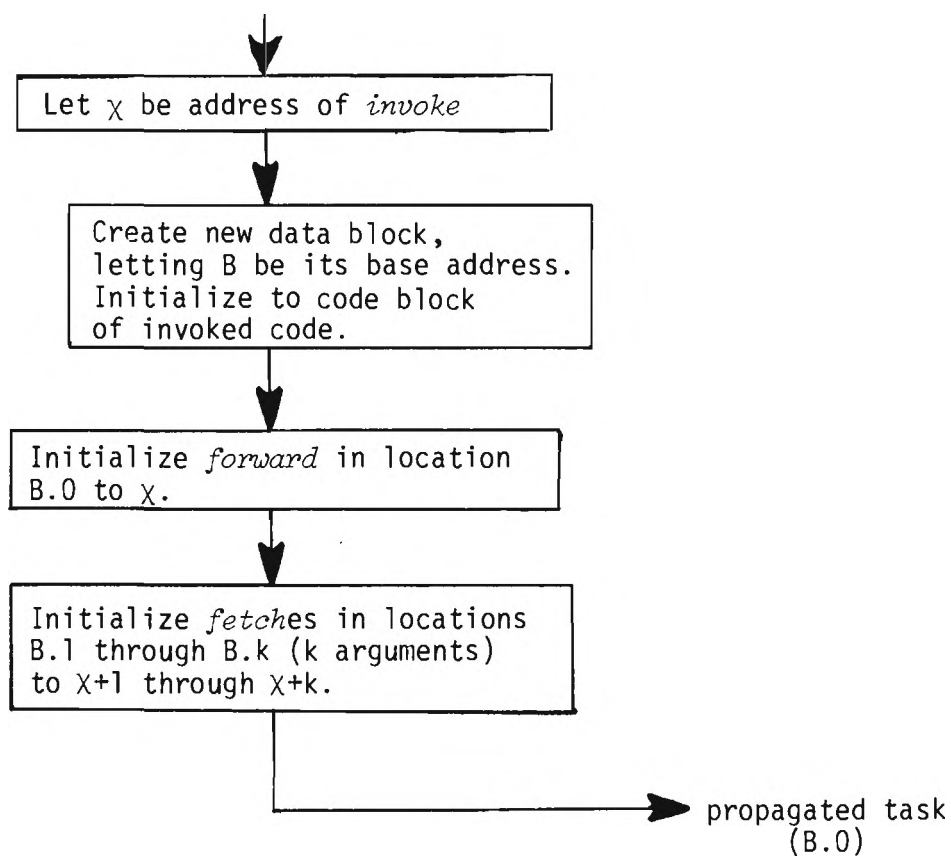 Let χ be address of invoke
Create new data block,
letting B be its base address.
Initialize to code block
of invoked code.
Initialize forward in location
B.0 to χ.
Initialize fetches in locations
B.1 through B.k (k arguments)
to χ+1 through χ+k.
propagated task
(B.0)